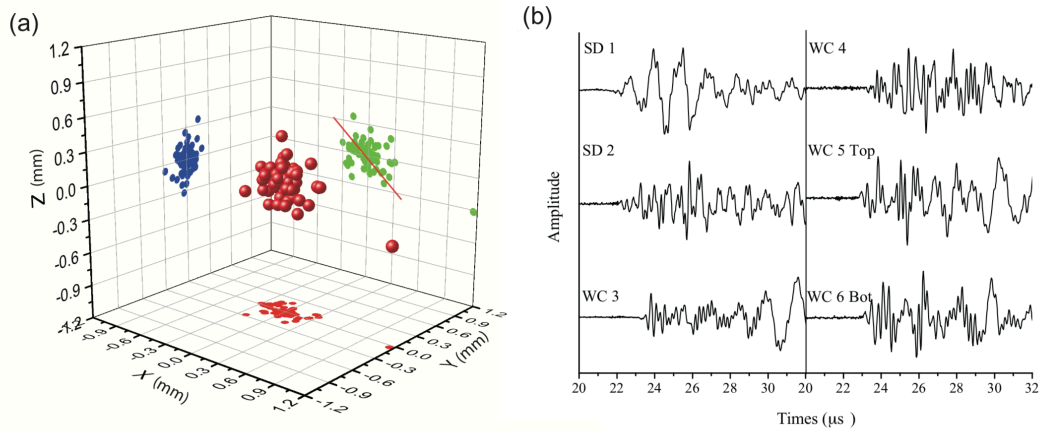 (a)
1.2
0.9
0.6
0.3
0.0
-0.3
-0.6
-0.9
-1.2
Z (mm)
-0.9
-0.6
-0.3
0.0
0.3
0.6
0.9
1.2
X (mm)
-1.2
-0.9
-0.6
-0.3
0.0
0.3
0.6
0.9
1.2
Y (mm)
(b)
SD 1
WC 4
SD 2
WC 5 Top
WC 3
WC 6 Bot
Amplitude
20 22 24 26 28 30 20 22 24 26 28 30 32
Times (μs)